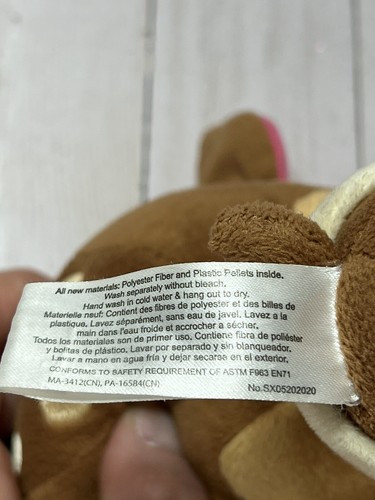 All new materials: Polyester Fiber and Plastic Pellets inside.
Wash separately without bleach.
Hand wash in cold water & hang out to dry.
Materielle neuf: Contient des fibres de polyester et des billes de
plastique. Lavez séparément, sans eau de javel. Lavez a la
main dans l'eau froide et accrocher a sécher.
Todos los materiales son de primer uso. Contiene fibra de poliéster
y bolitas de plástico. Lavar por separado y sin blanqueador.
Lavar a mano en agua fría y dejar secarse en el exterior.
CONFORMS TO SAFETY REQUIREMENT OF ASTM F963 EN71
MA-3412(CN), PA-16584(CN)
No.SX05202020